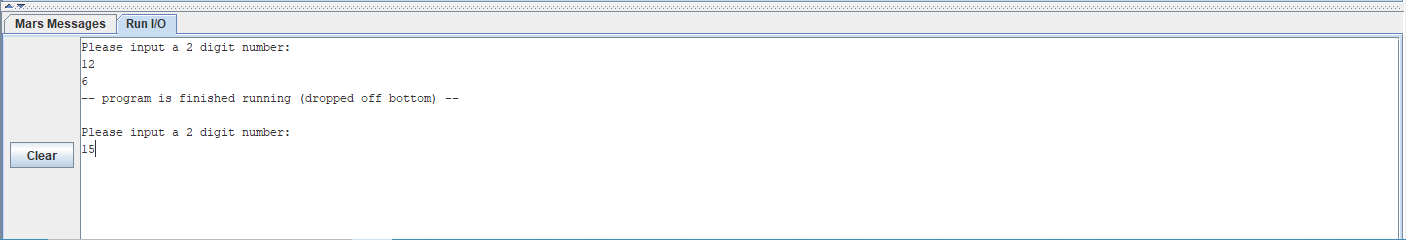 Mars Messages Run I/O
Please input a 2 digit number:
12
6
-- program is finished running (dropped off bottom) --
Please input a 2 digit number:
15
Clear